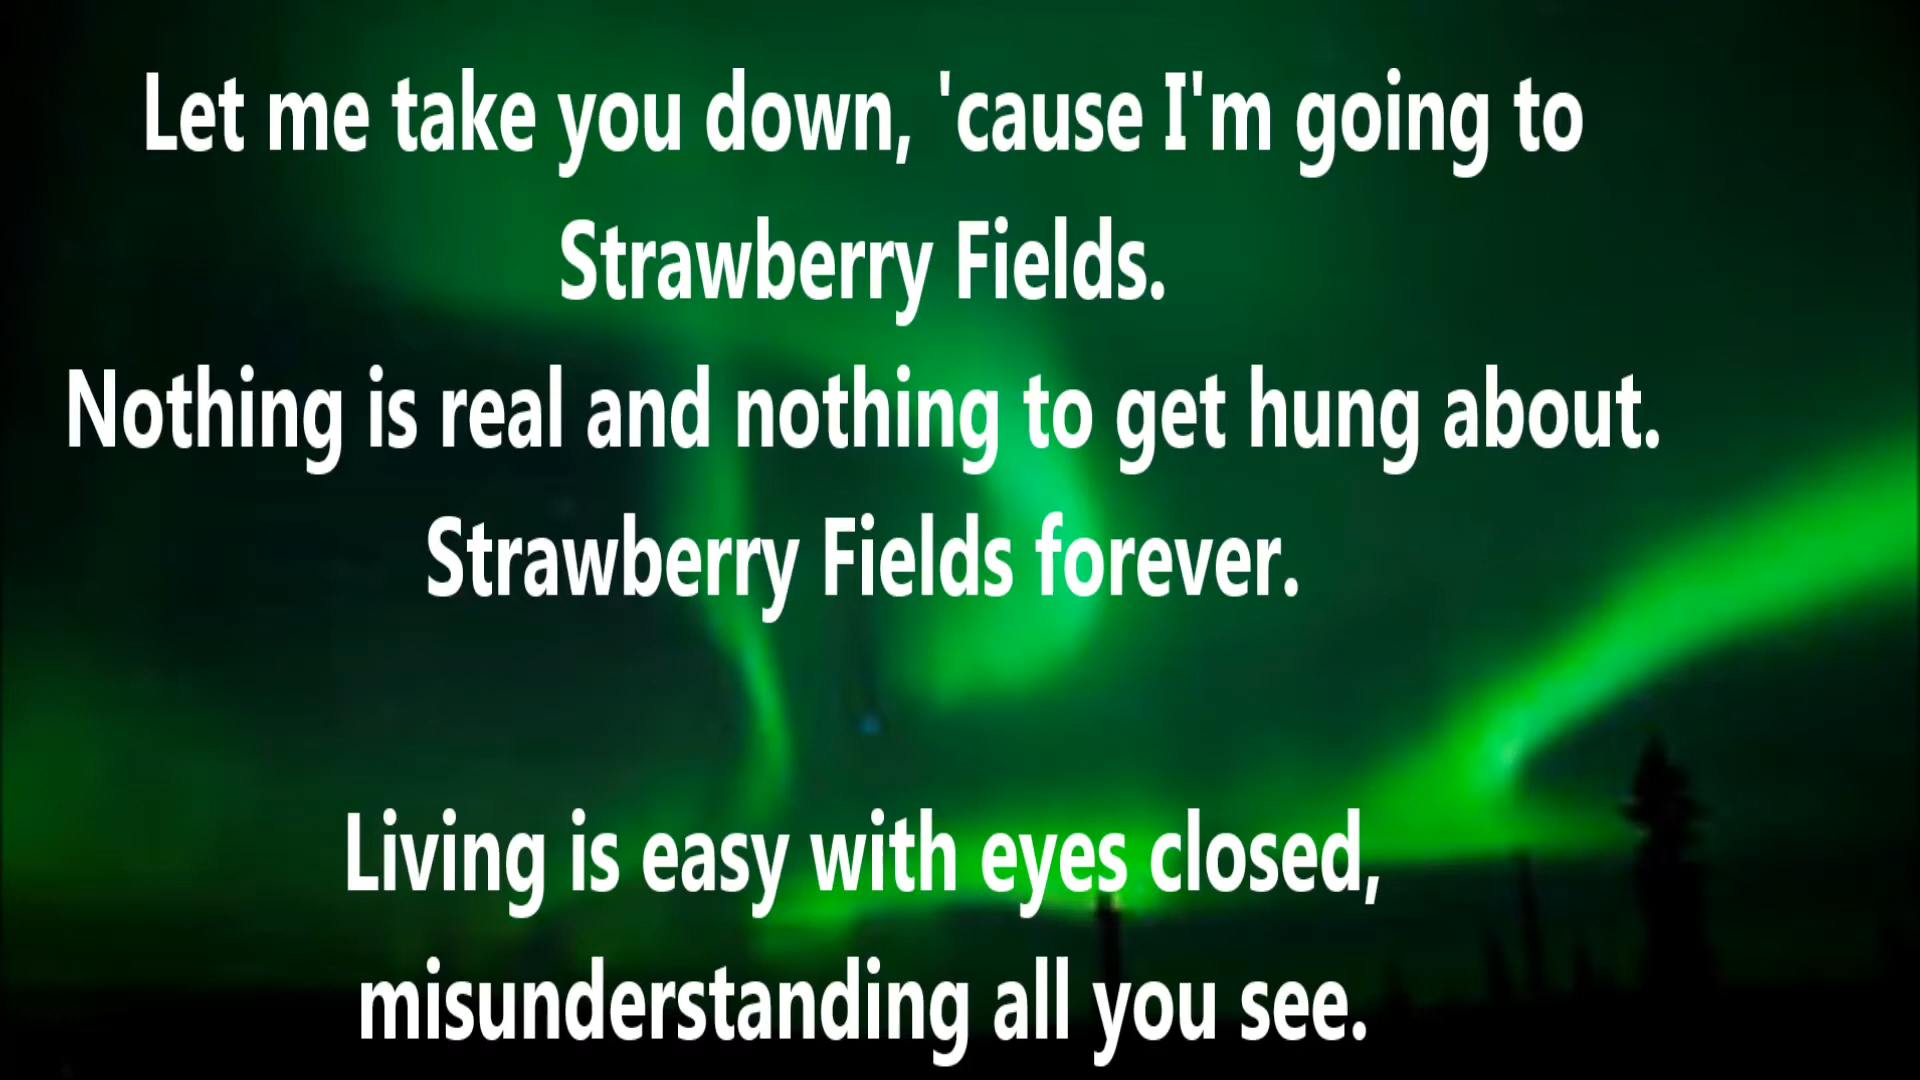 Let me take you down, 'cause I'm going to
Strawberry Fields.
Nothing is real and nothing to get hung about.
Strawberry Fields forever.
Living is easy with eyes closed,
misunderstanding all you see.